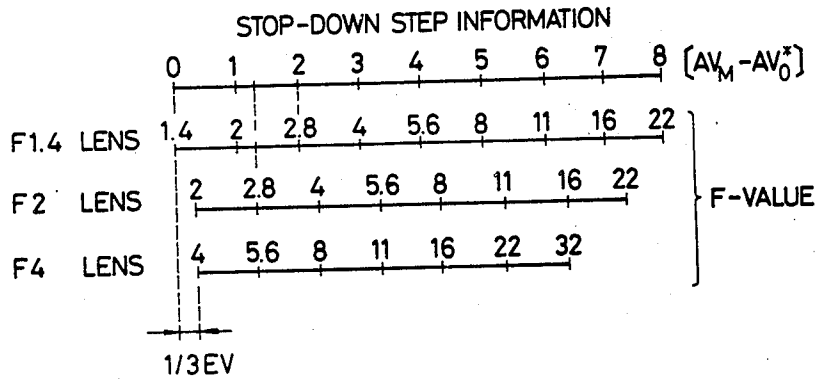 STOP-DOWN STEP INFORMATION
0 1 2 3 4 5 6 7 8 [AV_M-AV_0^*]
F1.4 LENS 1.4 2 2.8 4 5.6 8 11 16 22
F2 LENS 2 2.8 4 5.6 8 11 16 22
F-VALUE
F4 LENS 4 5.6 8 11 16 22 32
1/3EV